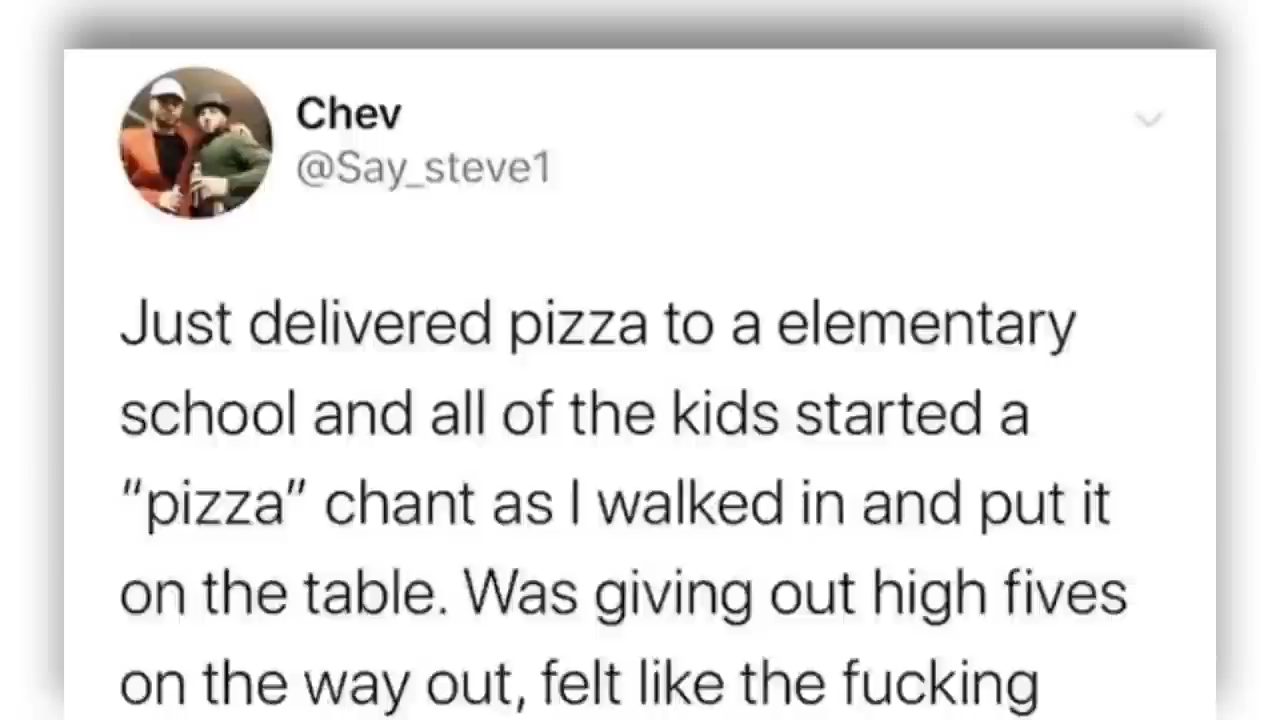 Chev
@Say_steve1
Just delivered pizza to a elementary
school and all of the kids started a
“pizza” chant as I walked in and put it
on the table. Was giving out high fives
on the way out, felt like the fucking